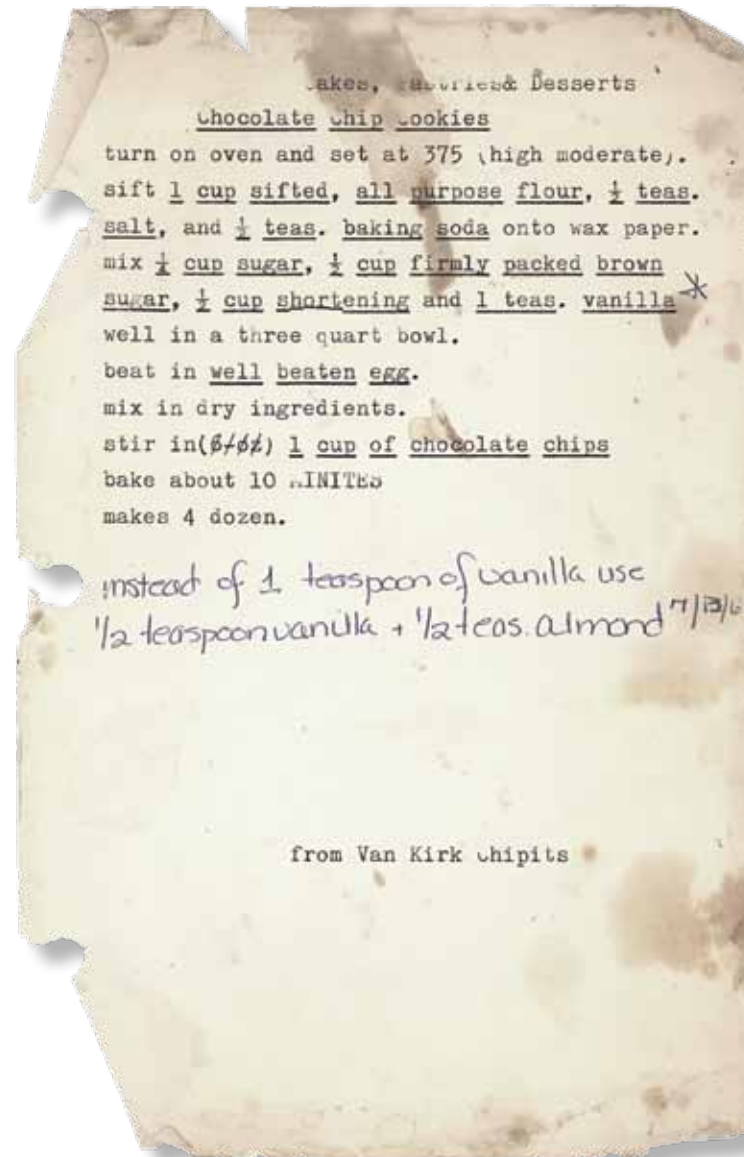 Cakes, Pastries& Desserts
Chocolate Chip Cookies
turn on oven and set at 375 (high moderate).
sift 1 cup sifted, all purpose flour, ½ teas.
salt, and ½ teas. baking soda onto wax paper.
mix cup sugar, ½ cup firmly packed brown
sugar, ½ cup shortening and 1 teas. vanilla *
well in a three quart bowl.
beat in well beaten egg.
mix in dry ingredients.
stir in 1 cup of chocolate chips
bake about 10 MINITES
makes 4 dozen.
instead of 1 teaspoon of vanilla use
1/2 teaspoon vanilla + 1/2 teas. almond
from Van Kirk Chipits